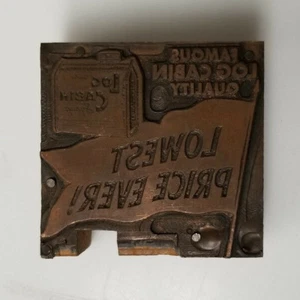 FAMOUS
LOG CABIN
QUALITY
LOG
CABIN
LOWEST
PRICE EVER!